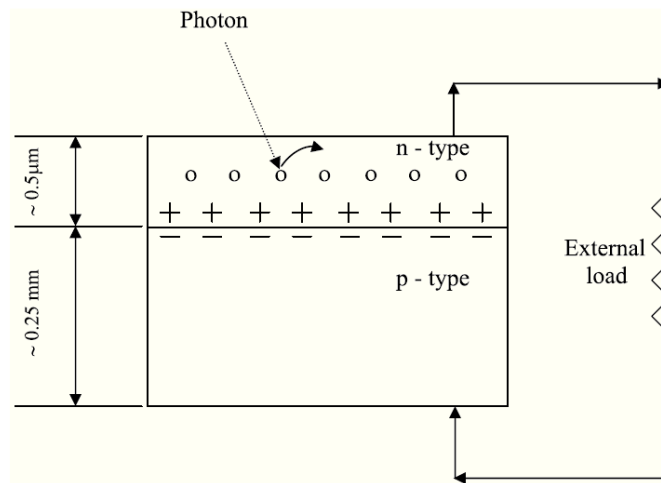 Photon
n - type
o o o o o o o
+ + + + + + + +
− − − − − − − −
~ 0.5μm
External
load
p - type
~ 0.25 mm